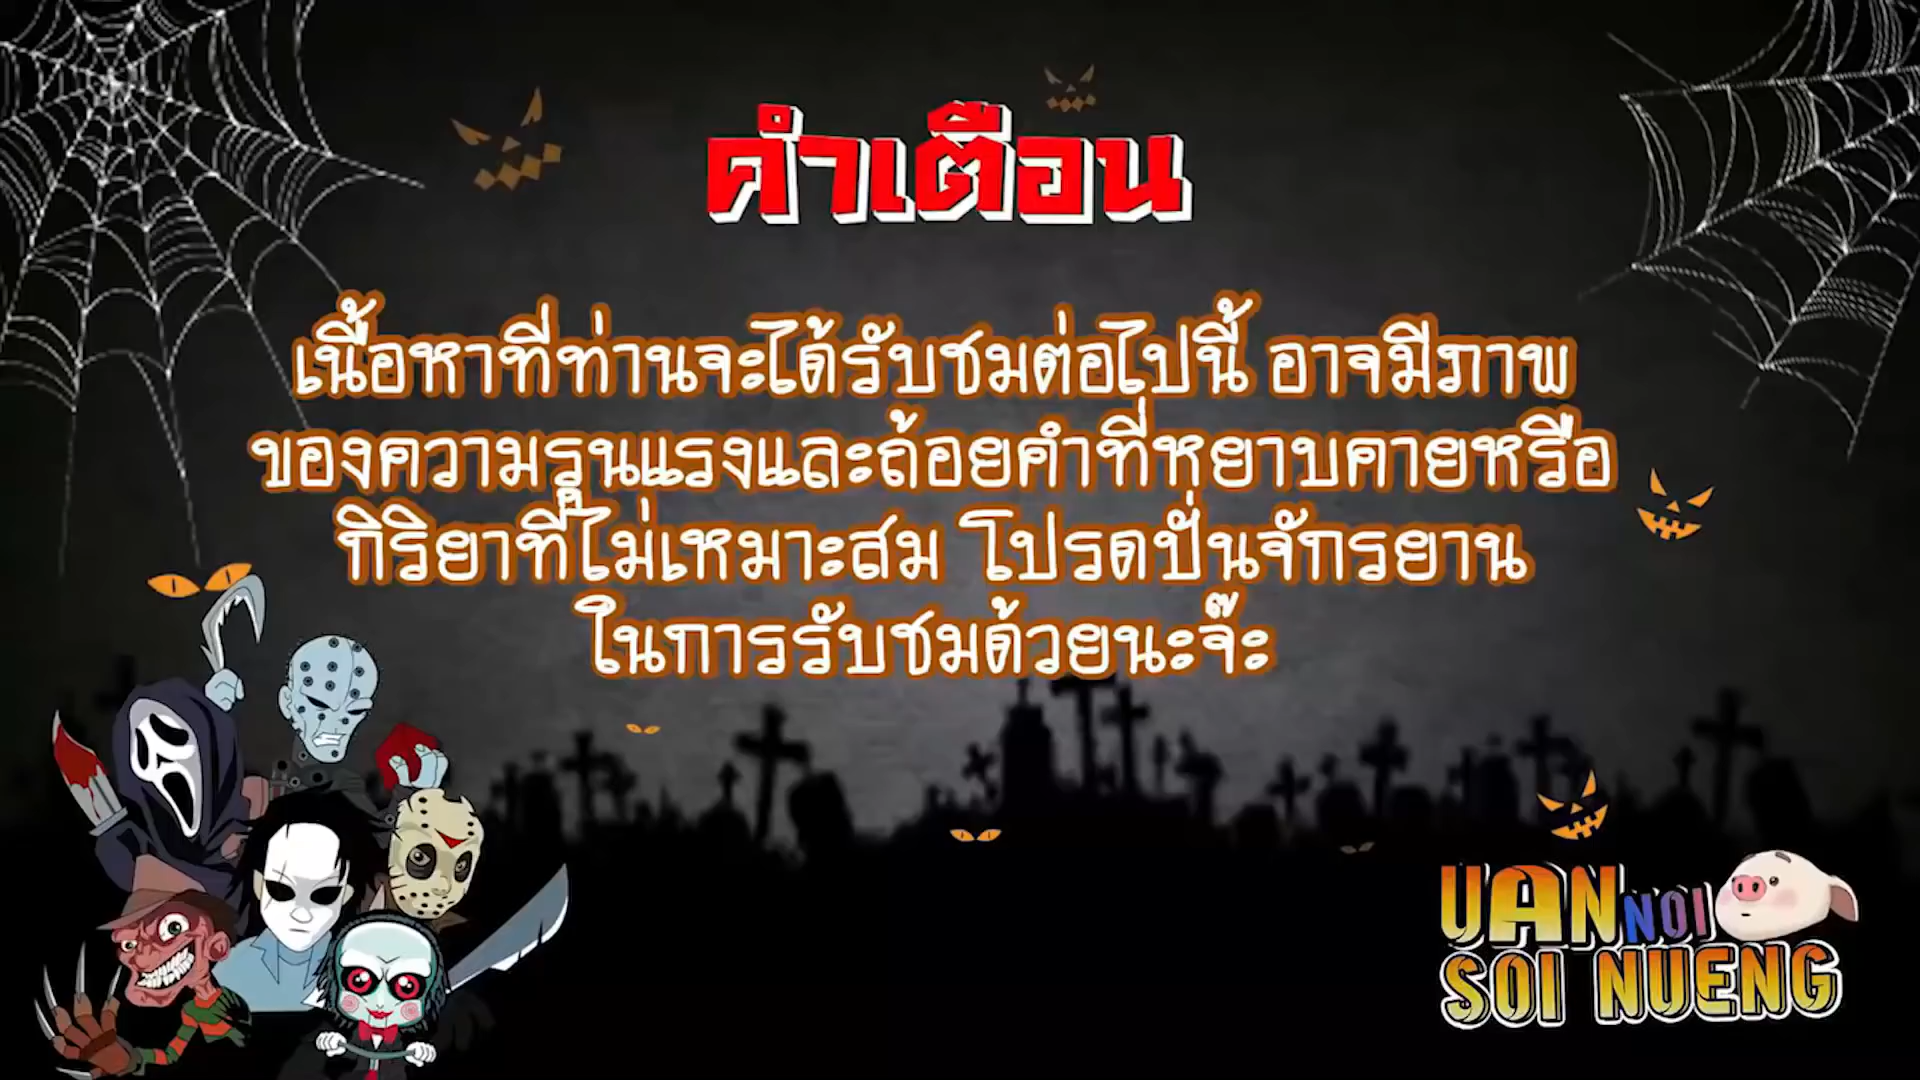 คำเตือน
เนื้อหาที่ท่านจะได้รับชมต่อไปนี้ อาจมีภาพ
ของความรุนแรงและถ้อยคำที่หยาบคายหรือ
กิริยาที่ไม่เหมาะสม โปรดปั่นจักรยาน
ในการรับชมด้วยนะจ๊ะ
UAN NOI
SOI NUENG